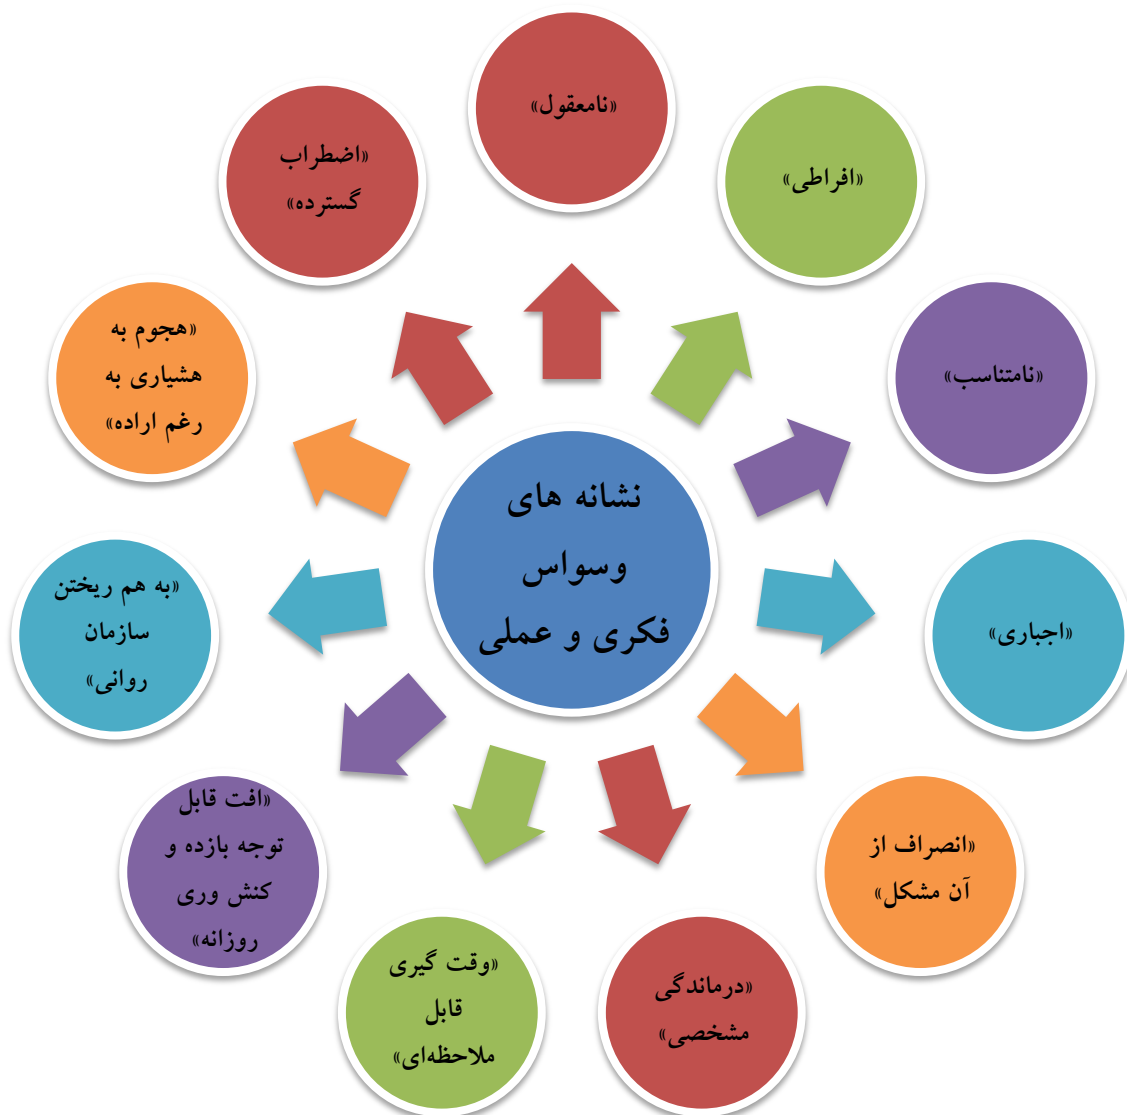 نشانه های
وسواس
فکری و عملی
«نامعقول»
«افراطی»
«نامتناسب»
«اجباری»
«انصراف از
آن مشکل»
«درماندگی
مشخصی»
«وقت گیری
قابل
ملاحظه‌ای»
«افت قابل
توجه بازده و
کنش وری
روزانه»
«به هم ریختن
سازمان
روانی»
«هجوم به
هشیاری به
رغم اراده»
«اضطراب
گسترده»